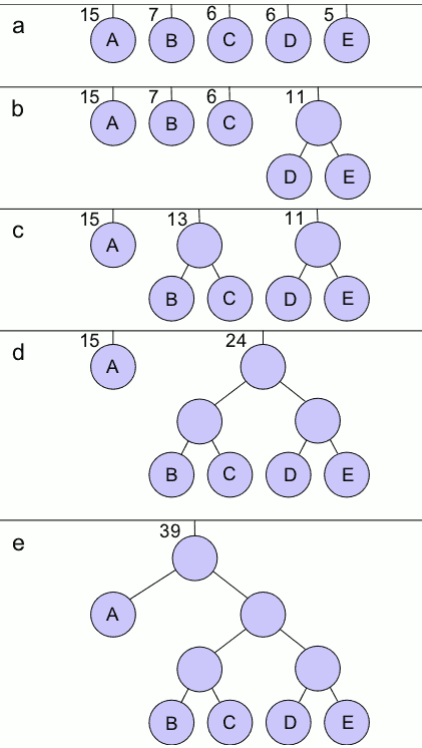 a 15 A 7 B 6 C 6 D 5 E
b 15 A 7 B 6 C 11
D E
c 15 A 13 11
B C D E
d 15 A 24
B C D E
e 39
A
B C D E